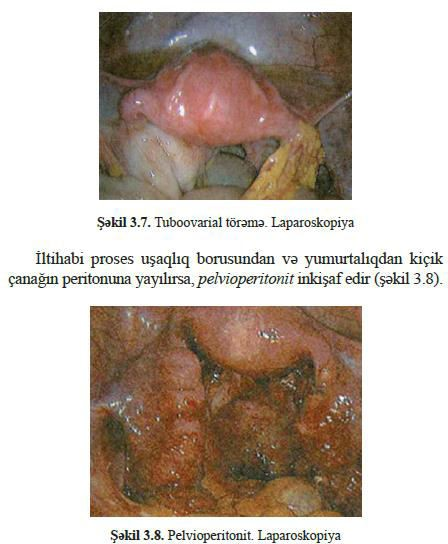 Şəkil 3.7. Tuboovarial törəmə. Laparoskopiya
İltihabi proses uşaqlıq borusundan və yumurtalıqdan kiçik
çanağın peritonuna yayılırsa, pelvioperitonit inkişaf edir (şəkil 3.8).
Şəkil 3.8. Pelvioperitonit. Laparoskopiya